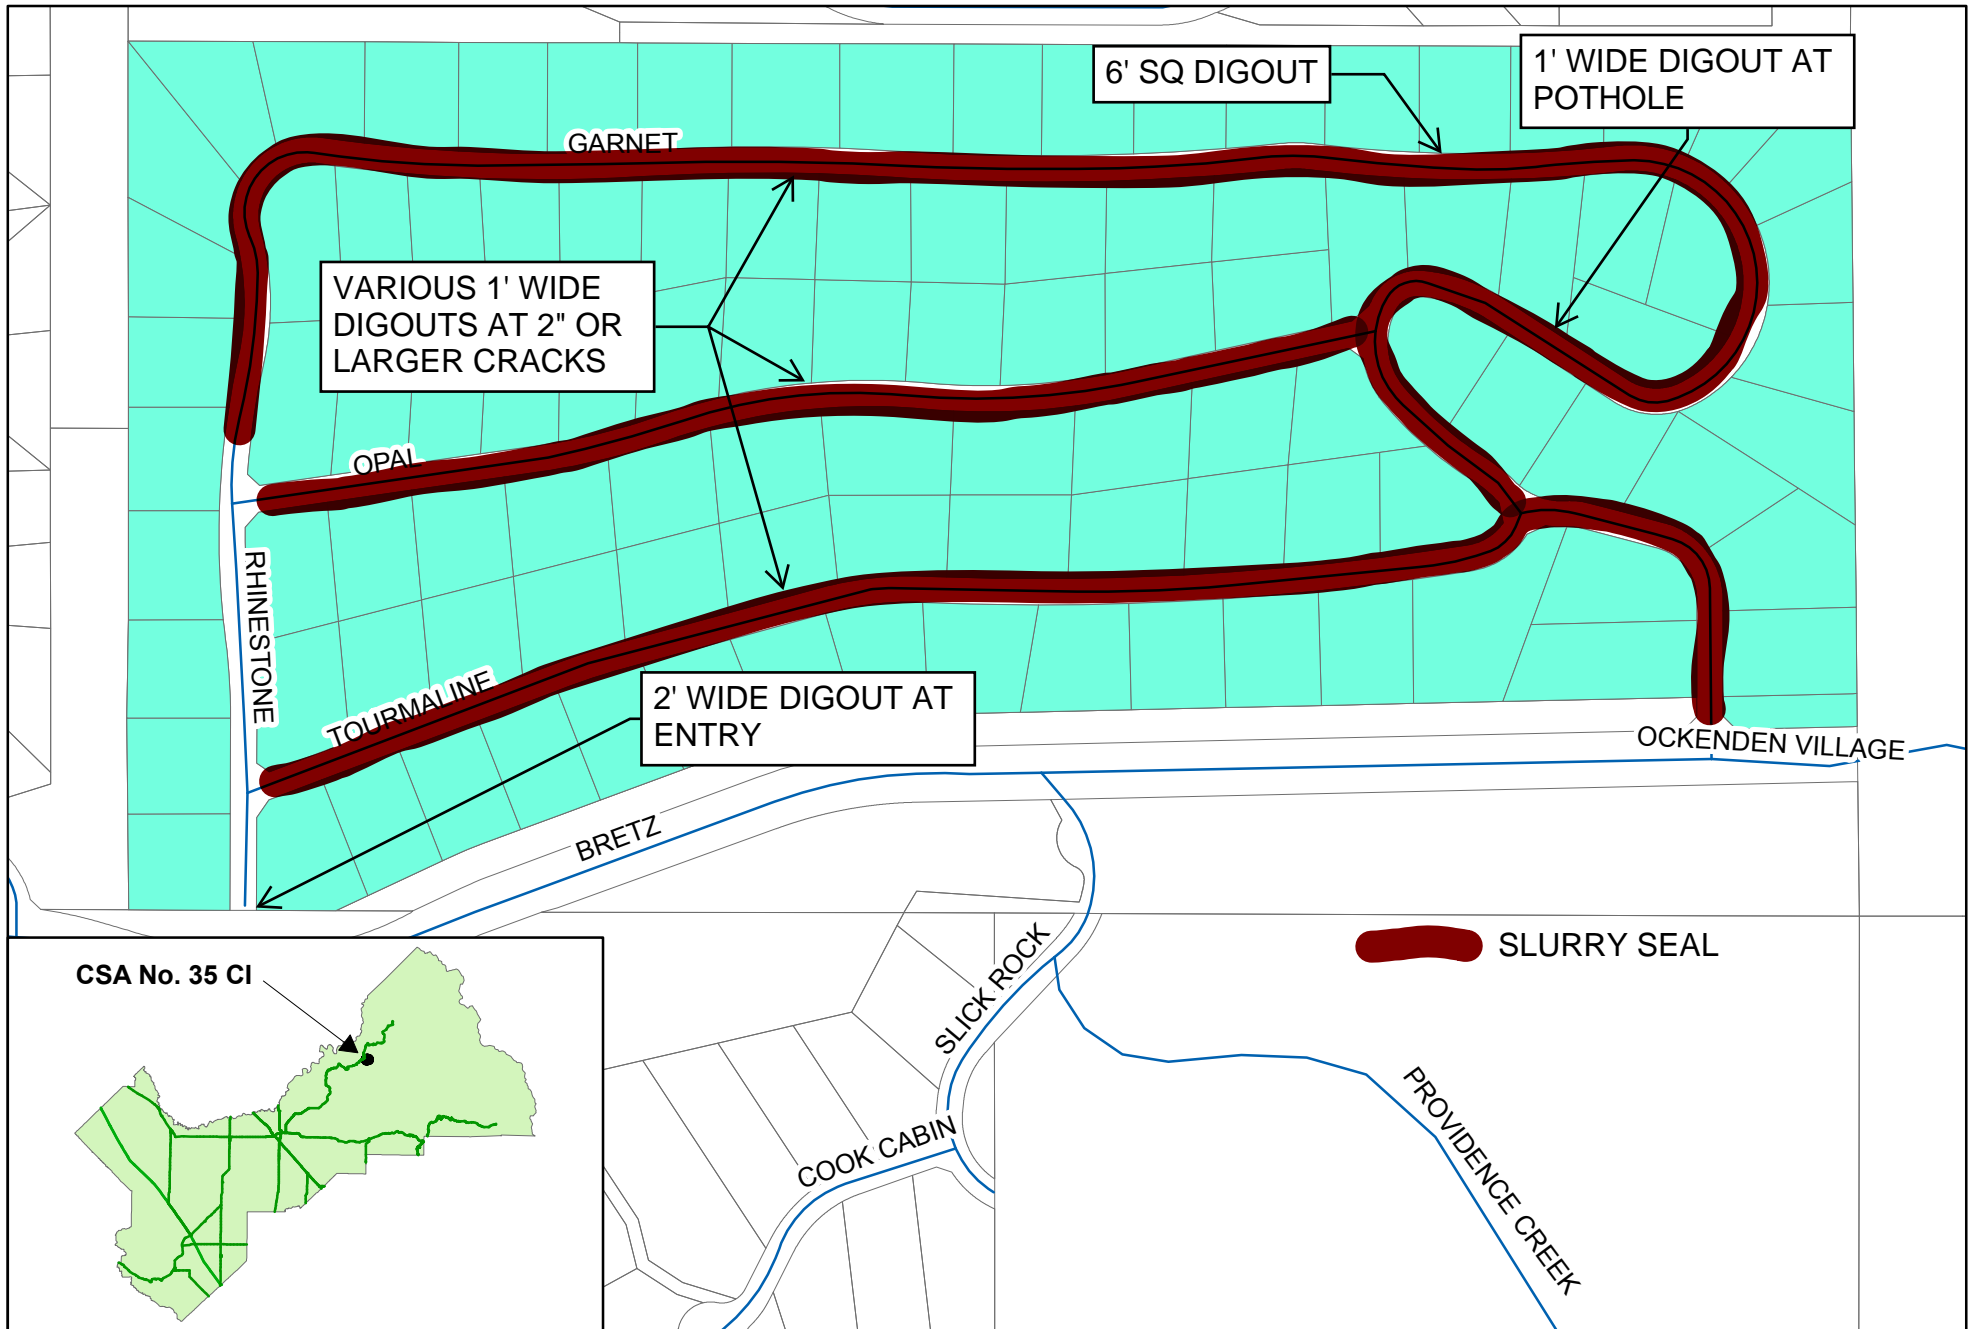 6' SQ DIGOUT
1' WIDE DIGOUT AT
POTHOLE
GARNET
VARIOUS 1' WIDE
DIGOUTS AT 2" OR
LARGER CRACKS
OPAL
RHINESTONE
TOURMALINE
2' WIDE DIGOUT AT
ENTRY
OCKENDEN VILLAGE
BRETZ
SLICK ROCK
SLURRY SEAL
CSA No. 35 CI
COOK CABIN
PROVIDENCE CREEK